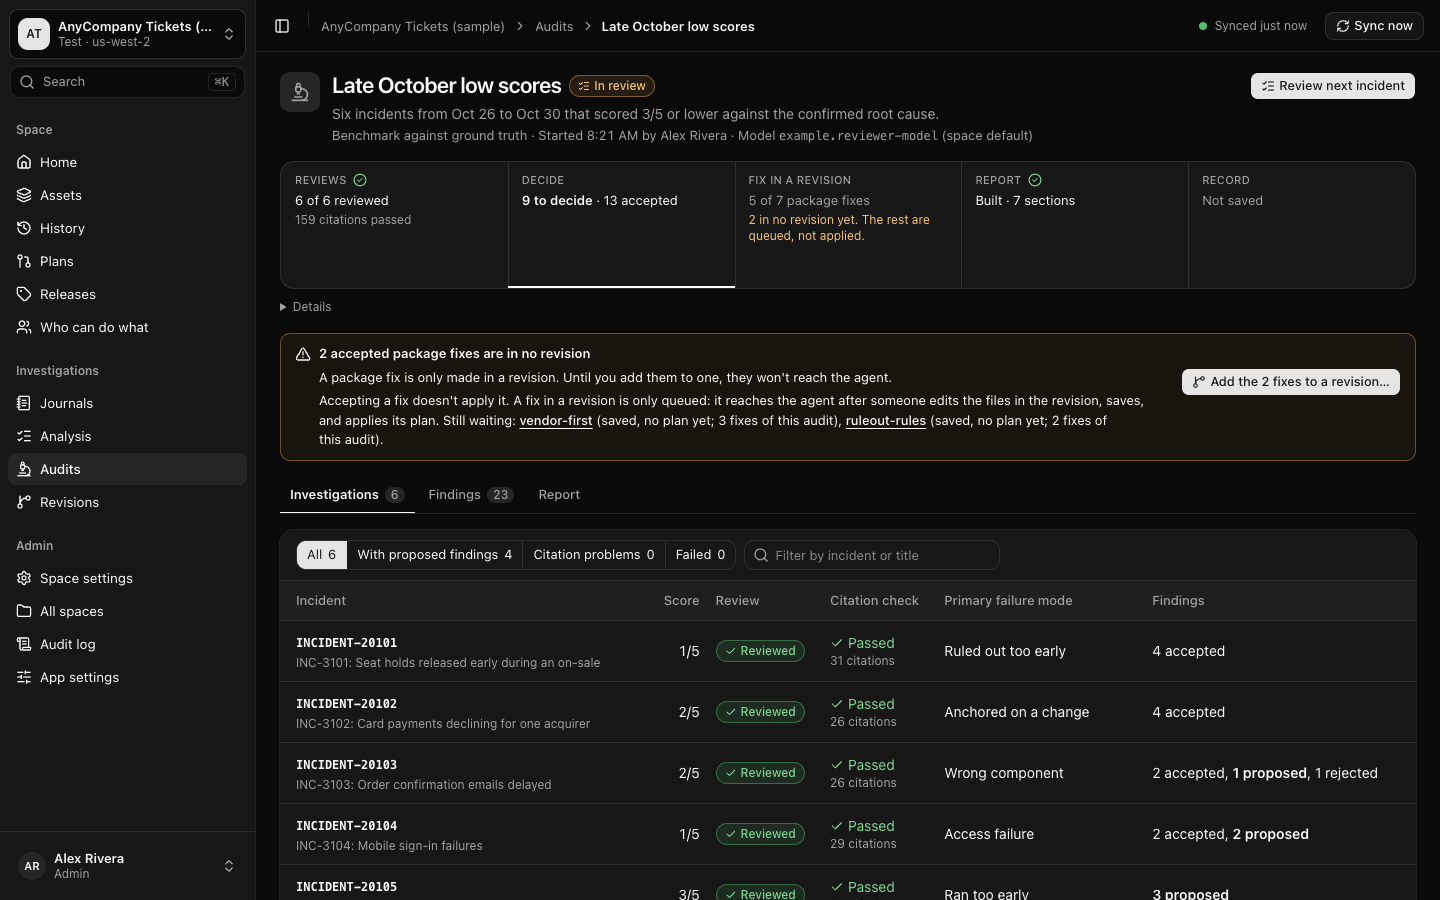 AT
AnyCompany Tickets (...
Test · us-west-2
Search
⌘K
Space
Home
Assets
History
Plans
Releases
Who can do what
Investigations
Journals
Analysis
Audits
Revisions
Admin
Space settings
All spaces
Audit log
App settings
AR
Alex Rivera
Admin
AnyCompany Tickets (sample) > Audits > Late October low scores
Synced just now
Sync now
Late October low scores
In review
Review next incident
Six incidents from Oct 26 to Oct 30 that scored 3/5 or lower against the confirmed root cause.
Benchmark against ground truth · Started 8:21 AM by Alex Rivera · Model example.reviewer-model (space default)
REVIEWS
6 of 6 reviewed
159 citations passed
DECIDE
9 to decide · 13 accepted
FIX IN A REVISION
5 of 7 package fixes
2 in no revision yet. The rest are
queued, not applied.
REPORT
Built · 7 sections
RECORD
Not saved
Details
2 accepted package fixes are in no revision
A package fix is only made in a revision. Until you add them to one, they won't reach the agent.
Accepting a fix doesn't apply it. A fix in a revision is only queued: it reaches the agent after someone edits the files in the revision, saves,
and applies its plan. Still waiting: vendor-first (saved, no plan yet; 3 fixes of this audit), ruleout-rules (saved, no plan yet; 2 fixes of
this audit).
Add the 2 fixes to a revision...
Investigations 6
Findings 23
Report
All 6
With proposed findings 4
Citation problems 0
Failed 0
Filter by incident or title
Incident Score Review Citation check Primary failure mode Findings
INCIDENT-20101
INC-3101: Seat holds released early during an on-sale
1/5
Reviewed
Passed
31 citations
Ruled out too early
4 accepted
INCIDENT-20102
INC-3102: Card payments declining for one acquirer
2/5
Reviewed
Passed
26 citations
Anchored on a change
4 accepted
INCIDENT-20103
INC-3103: Order confirmation emails delayed
2/5
Reviewed
Passed
26 citations
Wrong component
2 accepted, 1 proposed, 1 rejected
INCIDENT-20104
INC-3104: Mobile sign-in failures
1/5
Reviewed
Passed
29 citations
Access failure
2 accepted, 2 proposed
INCIDENT-20105
3/5
Reviewed
Passed
Ran too early
3 proposed